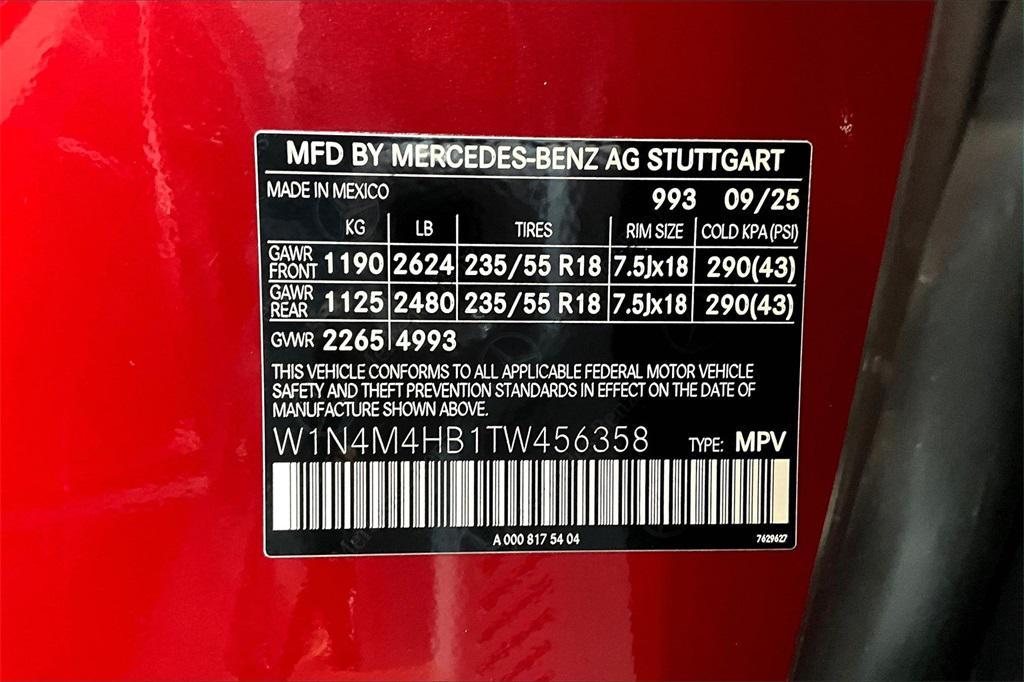 MFD BY MERCEDES-BENZ AG STUTTGART
MADE IN MEXICO 993 09/25
KG LB TIRES RIM SIZE COLD KPA (PSI)
GAWR FRONT 1190 2624 235/55 R18 7.5Jx18 290(43)
GAWR REAR 1125 2480 235/55 R18 7.5Jx18 290(43)
GVWR 2265 4993
THIS VEHICLE CONFORMS TO ALL APPLICABLE FEDERAL MOTOR VEHICLE
SAFETY AND THEFT PREVENTION STANDARDS IN EFFECT ON THE DATE OF
MANUFACTURE SHOWN ABOVE.
W1N4M4HB1TW456358 TYPE: MPV
A 000 817 54 04 7629627